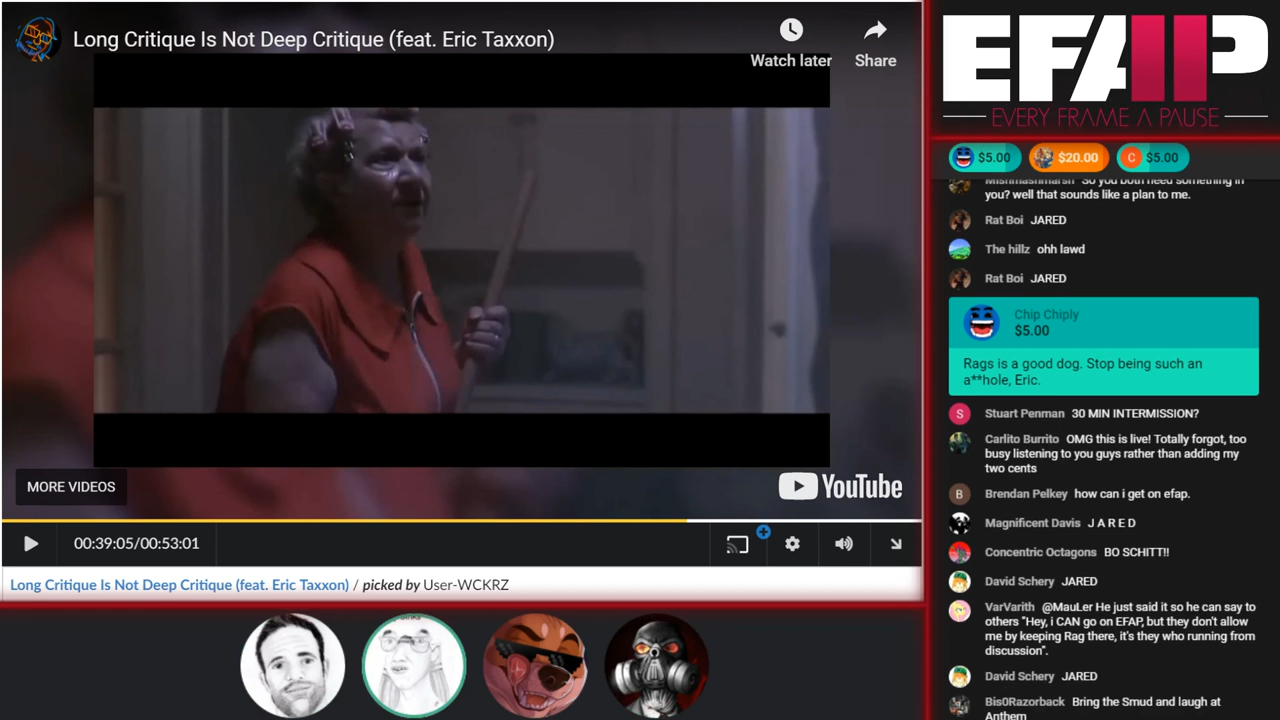 Long Critique Is Not Deep Critique (feat. Eric Taxxon)
Watch later
Share
MORE VIDEOS
YouTube
00:39:05/00:53:01
Long Critique Is Not Deep Critique (feat. Eric Taxxon) / picked by User-WCKRZ
EFAP
EVERY FRAME A PAUSE
$5.00
$20.00
C
$5.00
Mishmashmarsh So you both need something in
you? well that sounds like a plan to me.
Rat Boi JARED
The hillz ohh lawd
Rat Boi JARED
Chip Chiply
$5.00
Rags is a good dog. Stop being such an
a**hole, Eric.
S
Stuart Penman 30 MIN INTERMISSION?
Carlito Burrito OMG this is live! Totally forgot, too
busy listening to you guys rather than adding my
two cents
B
Brendan Pelkey how can i get on efap.
Magnificent Davis J A R E D
Concentric Octagons BO SCHITT!!
David Schery JARED
VarVarith @MauLer He just said it so he can say to
others "Hey, i CAN go on EFAP, but they don't allow
me by keeping Rag there, it's they who running from
discussion".
David Schery JARED
Bis0Razorback Bring the Smud and laugh at
Anthem